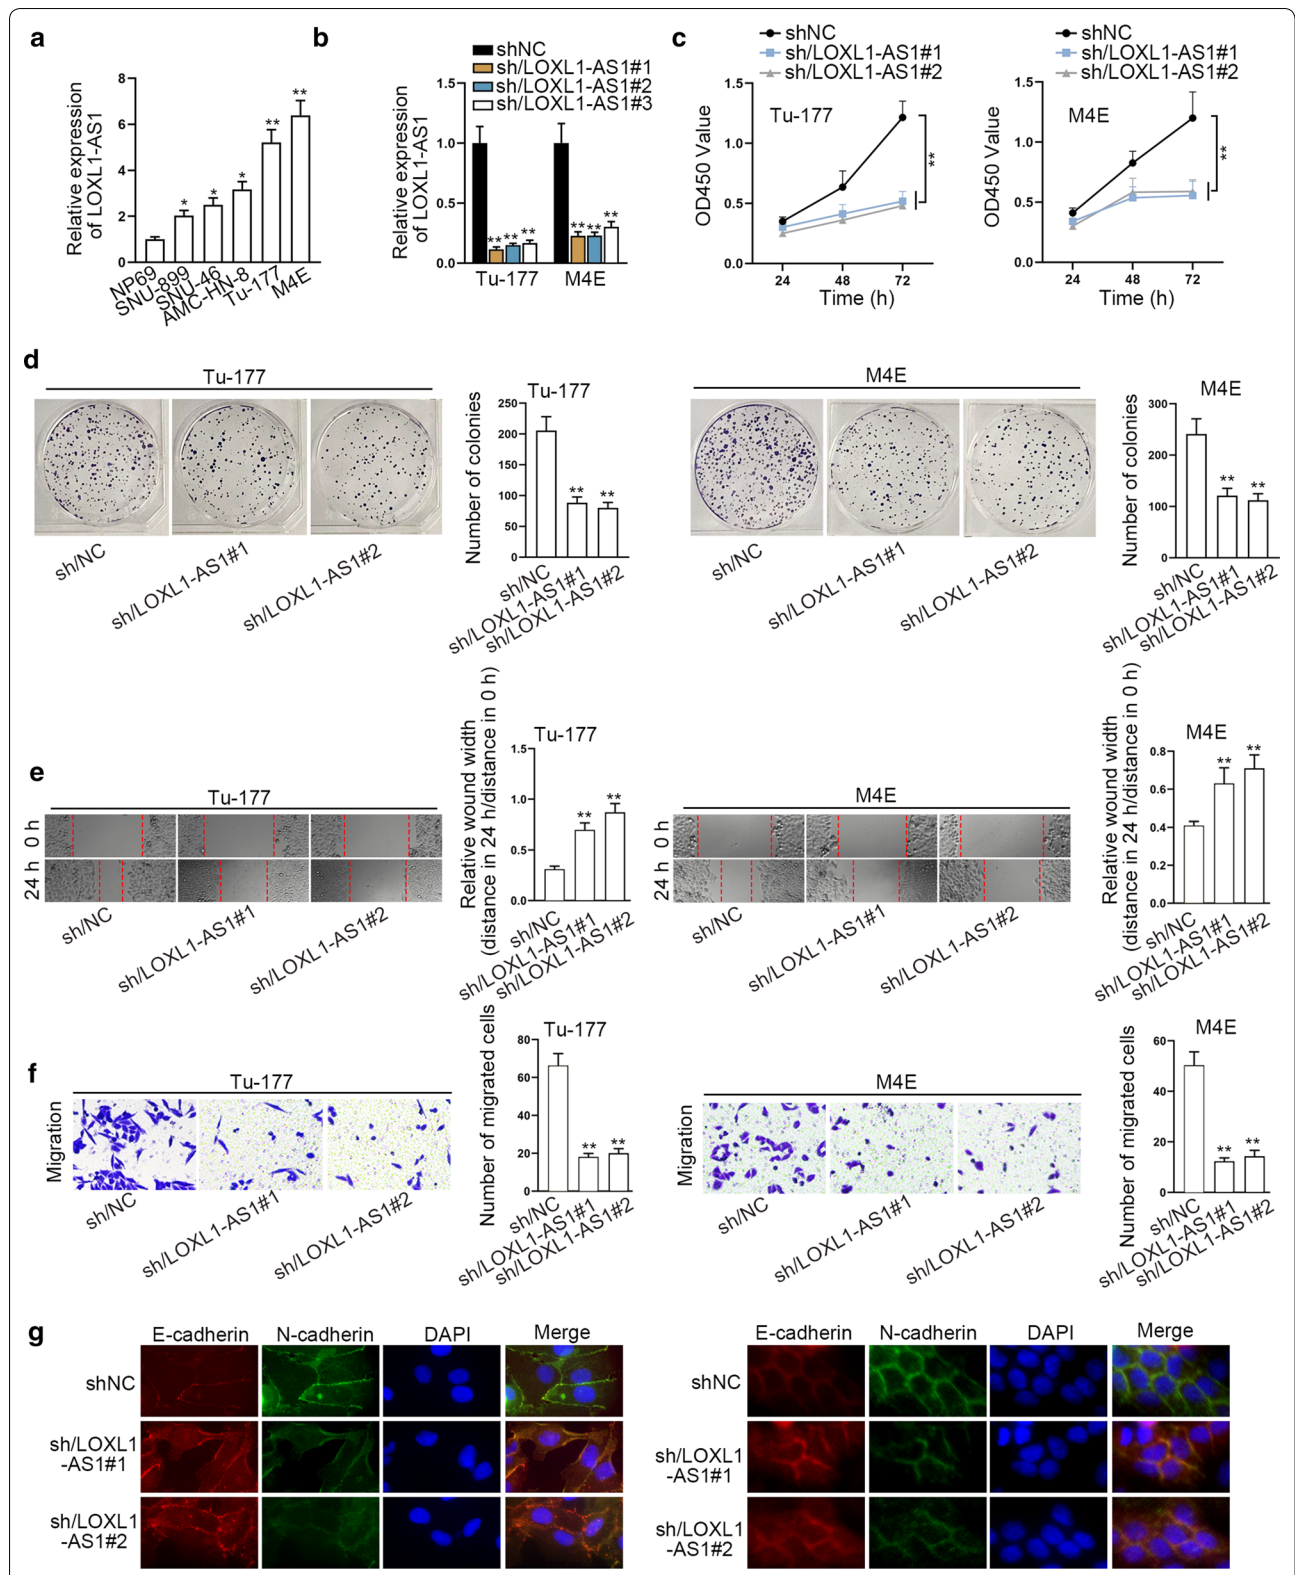 a
Relative expression
of LOXL1-AS1
8
6
4
2
0
*
*
*
**
**
NP69
SNU-899
SNU-46
AMC-HN-8
Tu-177
M4E
b
shNC
sh/LOXL1-AS1#1
sh/LOXL1-AS1#2
sh/LOXL1-AS1#3
Relative expression
of LOXL1-AS1
1.5
1.0
0.5
0.0
** ** **
** ** **
Tu-177
M4E
c
shNC
sh/LOXL1-AS1#1
sh/LOXL1-AS1#2
Tu-177
OD450 Value
1.5
1.0
0.5
0.0
**
24 48 72
Time (h)
shNC
sh/LOXL1-AS1#1
sh/LOXL1-AS1#2
M4E
OD450 Value
1.5
1.0
0.5
0.0
**
24 48 72
Time (h)
d
Tu-177
sh/NC
sh/LOXL1-AS1#1
sh/LOXL1-AS1#2
Tu-177
Number of colonies
250
200
150
100
50
0
** **
sh/NC
sh/LOXL1-AS1#1
sh/LOXL1-AS1#2
M4E
sh/NC
sh/LOXL1-AS1#1
sh/LOXL1-AS1#2
M4E
Number of colonies
300
200
100
0
** **
sh/NC
sh/LOXL1-AS1#1
sh/LOXL1-AS1#2
e
Tu-177
0 h
24 h
sh/NC
sh/LOXL1-AS1#1
sh/LOXL1-AS1#2
Tu-177
Relative wound width
(distance in 24 h/distance in 0 h)
1.5
1.0
0.5
0.0
** **
sh/NC
sh/LOXL1-AS1#1
sh/LOXL1-AS1#2
M4E
0 h
24 h
sh/NC
sh/LOXL1-AS1#1
sh/LOXL1-AS1#2
M4E
Relative wound width
(distance in 24 h/distance in 0 h)
0.8
0.6
0.4
0.2
0.0
** **
sh/NC
sh/LOXL1-AS1#1
sh/LOXL1-AS1#2
f
Tu-177
Migration
sh/NC
sh/LOXL1-AS1#1
sh/LOXL1-AS1#2
Tu-177
Number of migrated cells
80
60
40
20
0
** **
sh/NC
sh/LOXL1-AS1#1
sh/LOXL1-AS1#2
M4E
Migration
sh/NC
sh/LOXL1-AS1#1
sh/LOXL1-AS1#2
M4E
Number of migrated cells
60
40
20
0
** **
sh/NC
sh/LOXL1-AS1#1
sh/LOXL1-AS1#2
g
E-cadherin N-cadherin DAPI Merge
shNC
sh/LOXL1
-AS1#1
sh/LOXL1
-AS1#2
E-cadherin N-cadherin DAPI Merge
shNC
sh/LOXL1
-AS1#1
sh/LOXL1
-AS1#2